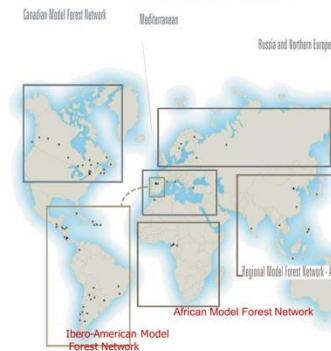 Canadian Model Forest Network
Mediterranean
Russia and Northern Europe
Regional Model Forest Network - A
African Model Forest Network
Ibero-American Model
Forest Network